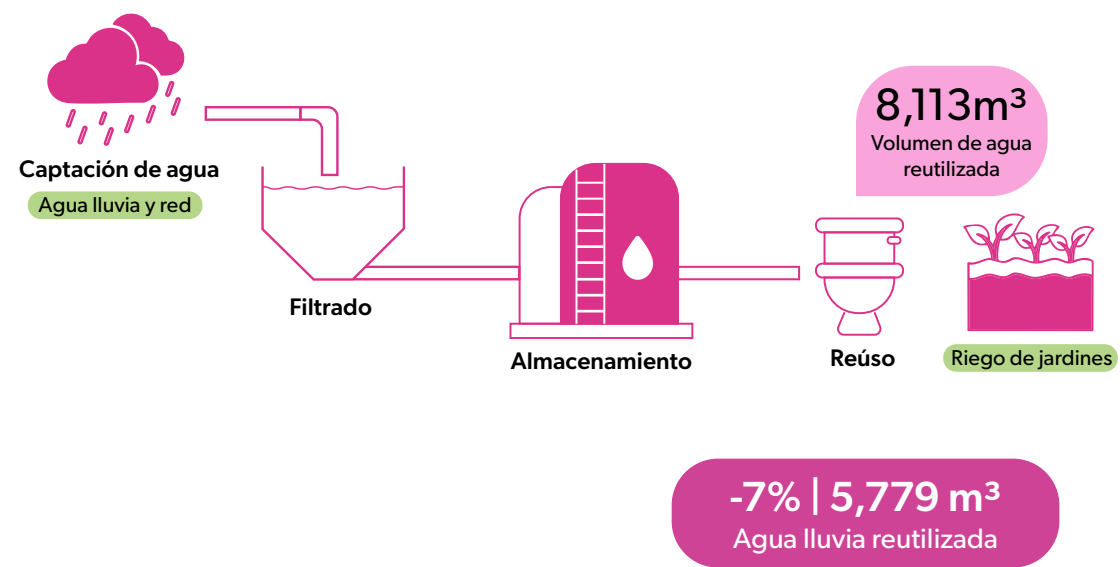 Captación de agua
Agua lluvia y red
Filtrado
Almacenamiento
8,113m³
Volumen de agua
reutilizada
Reúso
Riego de jardines
-7% | 5,779 m³
Agua lluvia reutilizada